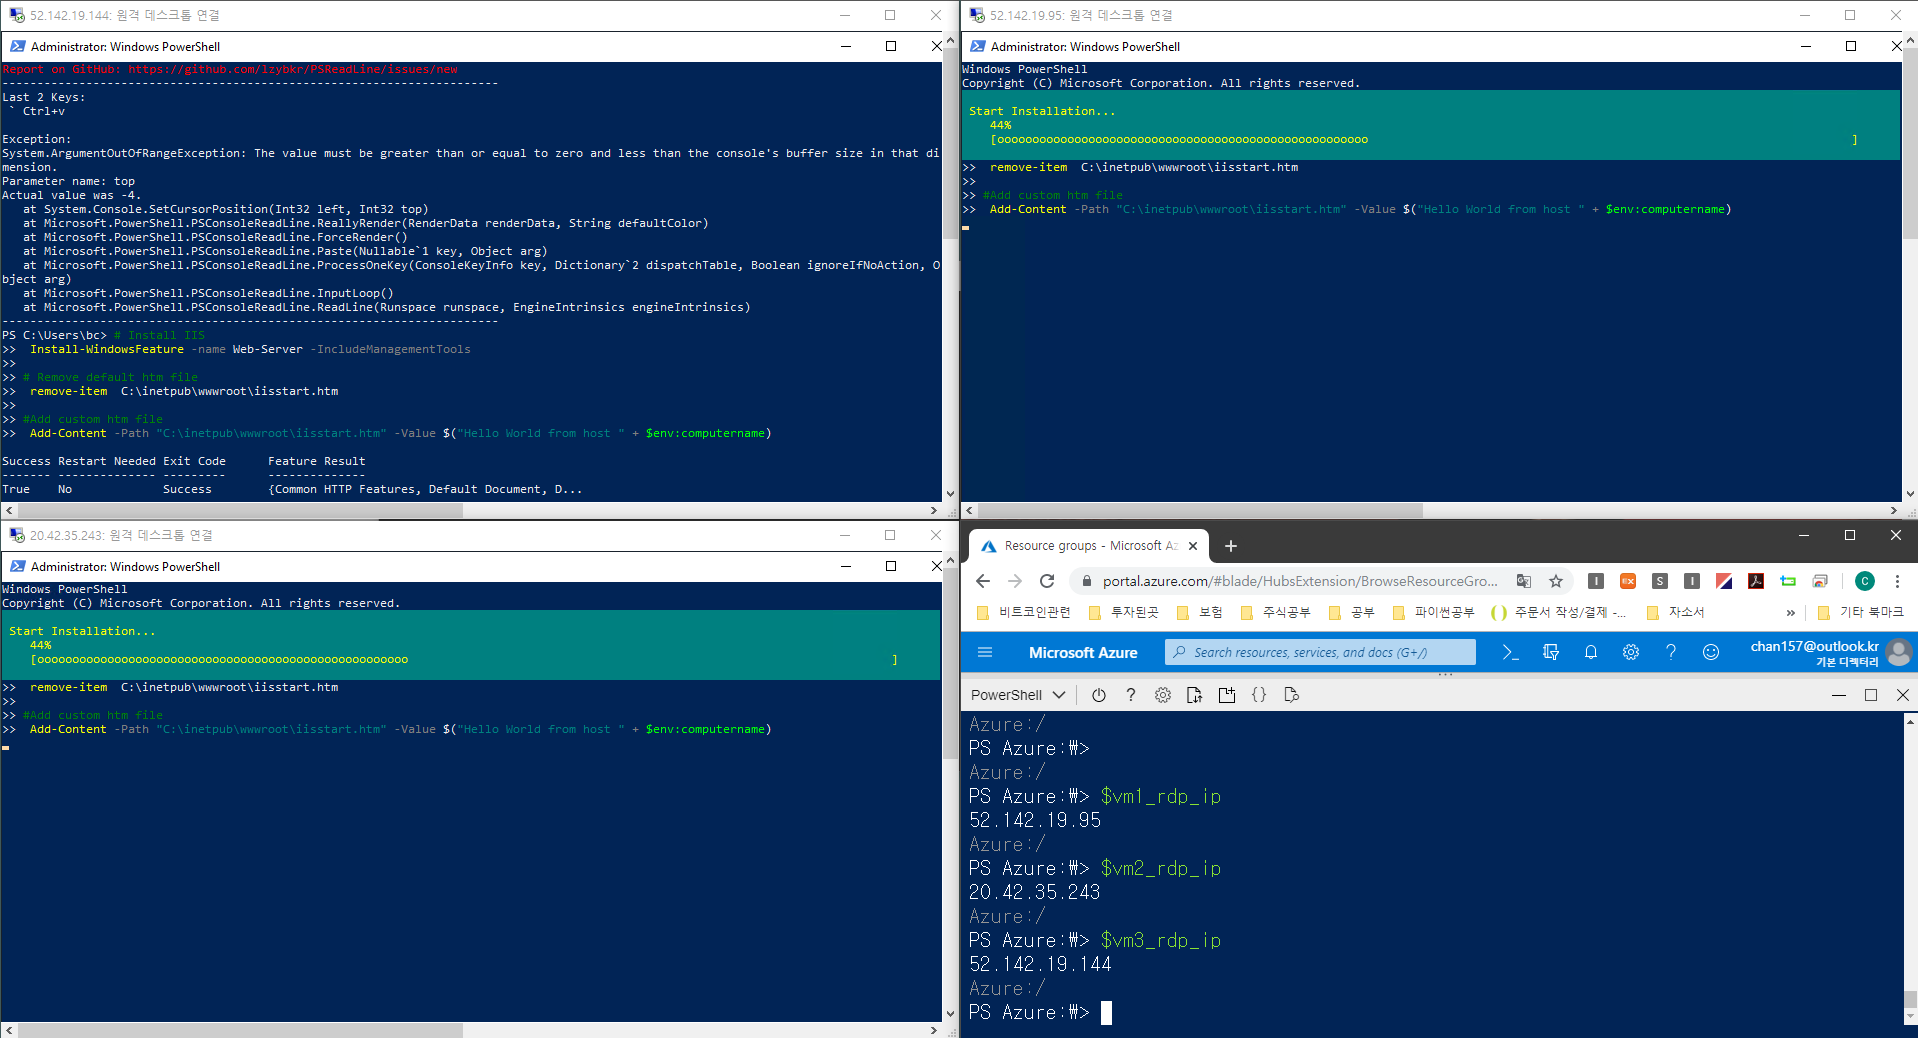 52.142.19.144: 원격 데스크톱 연결
Administrator: Windows PowerShell
Report on GitHub: https://github.com/lzybkr/PSReadLine/issues/new
-----------------------------------------------------------------------
Last 2 Keys:
 ` Ctrl+v
Exception:
System.ArgumentOutOfRangeException: The value must be greater than or equal to zero and less than the console's buffer size in that di
mension.
Parameter name: top
Actual value was -4.
   at System.Console.SetCursorPosition(Int32 left, Int32 top)
   at Microsoft.PowerShell.PSConsoleReadLine.ReallyRender(RenderData renderData, String defaultColor)
   at Microsoft.PowerShell.PSConsoleReadLine.ForceRender()
   at Microsoft.PowerShell.PSConsoleReadLine.Paste(Nullable`1 key, Object arg)
   at Microsoft.PowerShell.PSConsoleReadLine.ProcessOneKey(ConsoleKeyInfo key, Dictionary`2 dispatchTable, Boolean ignoreIfNoAction, O
bject arg)
   at Microsoft.PowerShell.PSConsoleReadLine.InputLoop()
   at Microsoft.PowerShell.PSConsoleReadLine.ReadLine(Runspace runspace, EngineIntrinsics engineIntrinsics)
-----------------------------------------------------------------------
PS C:\Users\bc> # Install IIS
>>  Install-WindowsFeature -name Web-Server -IncludeManagementTools
>>
>> # Remove default htm file
>>  remove-item  C:\inetpub\wwwroot\iisstart.htm
>>
>> #Add custom htm file
>>  Add-Content -Path "C:\inetpub\wwwroot\iisstart.htm" -Value $("Hello World from host " + $env:computername)
Success Restart Needed Exit Code      Feature Result
------- -------------- ---------      --------------
True    No             Success        {Common HTTP Features, Default Document, D...
52.142.19.95: 원격 데스크톱 연결
Administrator: Windows PowerShell
Windows PowerShell
Copyright (C) Microsoft Corporation. All rights reserved.
Start Installation...
44%
[ooooooooooooooooooooooooooooooooooooooooooooooooooooo                                                                     ]
>>  remove-item  C:\inetpub\wwwroot\iisstart.htm
>>
>> #Add custom htm file
>>  Add-Content -Path "C:\inetpub\wwwroot\iisstart.htm" -Value $("Hello World from host " + $env:computername)
20.42.35.243: 원격 데스크톱 연결
Administrator: Windows PowerShell
Windows PowerShell
Copyright (C) Microsoft Corporation. All rights reserved.
Start Installation...
44%
[ooooooooooooooooooooooooooooooooooooooooooooooooooooo                                                                     ]
>>  remove-item  C:\inetpub\wwwroot\iisstart.htm
>>
>> #Add custom htm file
>>  Add-Content -Path "C:\inetpub\wwwroot\iisstart.htm" -Value $("Hello World from host " + $env:computername)
Resource groups - Microsoft Az
portal.azure.com/#blade/HubsExtension/BrowseResourceGro...
비트코인관련 투자된곳 보험 주식공부 공부 파이썬공부 주문서 작성/결제 -... 자소서 » 기타 북마크
Microsoft Azure Search resources, services, and docs (G+/) chan157@outlook.kr
기본 디렉터리
PowerShell
Azure:/
PS Azure:₩>
Azure:/
PS Azure:₩> $vm1_rdp_ip
52.142.19.95
Azure:/
PS Azure:₩> $vm2_rdp_ip
20.42.35.243
Azure:/
PS Azure:₩> $vm3_rdp_ip
52.142.19.144
Azure:/
PS Azure:₩>